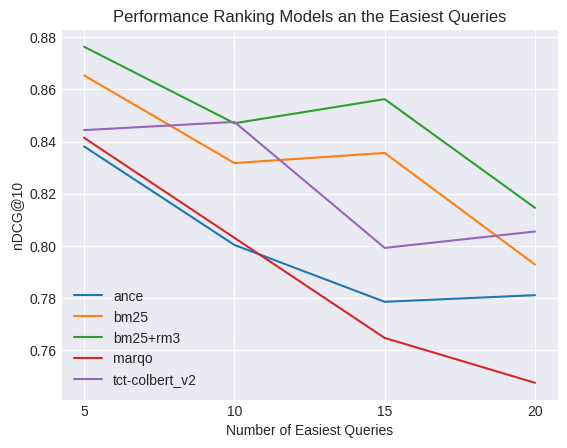 Performance Ranking Models an the Easiest Queries
0.88
0.86
0.84
0.82
0.80
0.78
0.76
nDCG@10
ance
bm25
bm25+rm3
marqo
tct-colbert_v2
5
10
15
20
Number of Easiest Queries